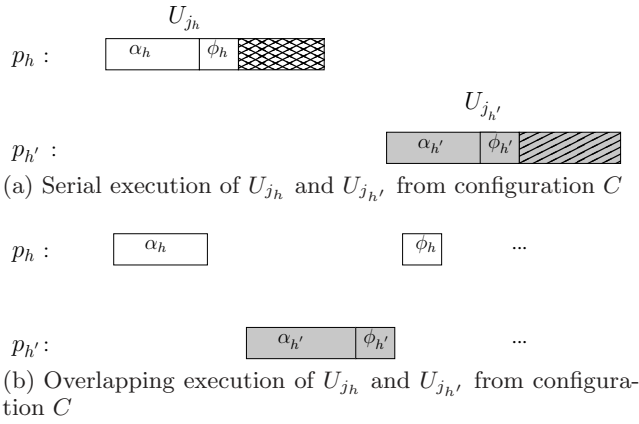 U_{j_h}
p_h : α_h ϕ_h
U_{j_{h'}}
p_{h'} : α_{h'} ϕ_{h'}
(a) Serial execution of U_{j_h} and U_{j_{h'}} from configuration C
p_h : α_h ϕ_h ...
p_{h'}: α_{h'} ϕ_{h'} ...
(b) Overlapping execution of U_{j_h} and U_{j_{h'}} from configura-
tion C